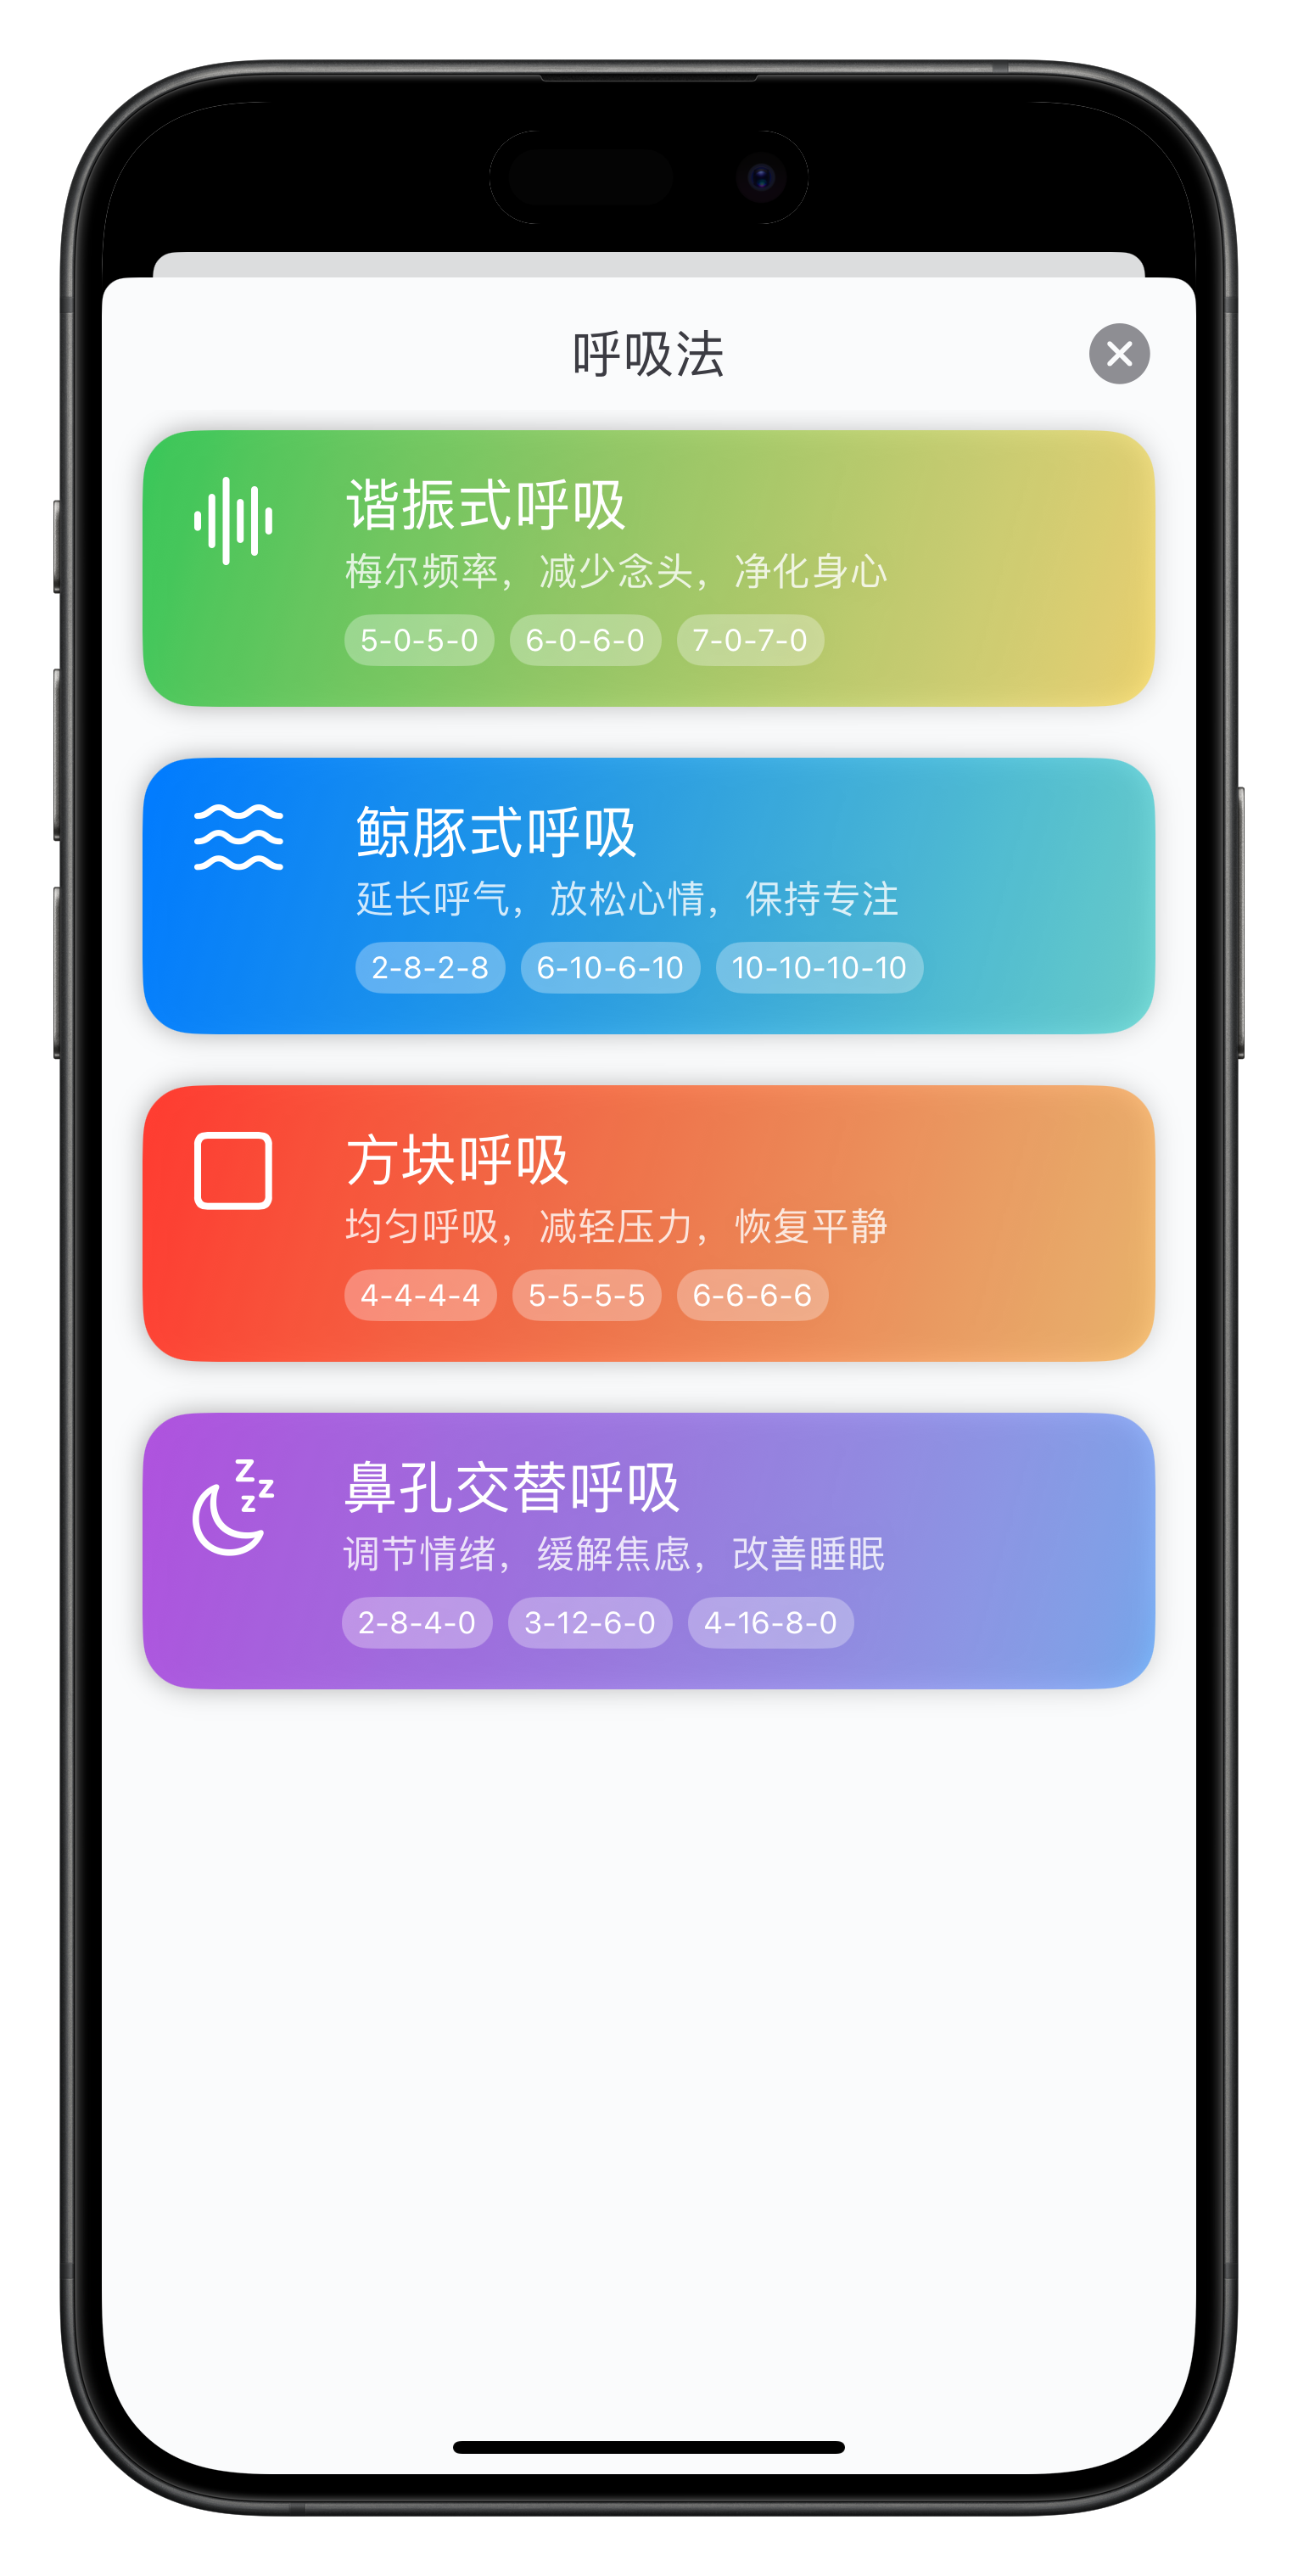 呼吸法
谐振式呼吸
梅尔频率，减少念头，净化身心
5-0-5-0 6-0-6-0 7-0-7-0
鲸豚式呼吸
延长呼气，放松心情，保持专注
2-8-2-8 6-10-6-10 10-10-10-10
方块呼吸
均匀呼吸，减轻压力，恢复平静
4-4-4-4 5-5-5-5 6-6-6-6
z z z
鼻孔交替呼吸
调节情绪，缓解焦虑，改善睡眠
2-8-4-0 3-12-6-0 4-16-8-0